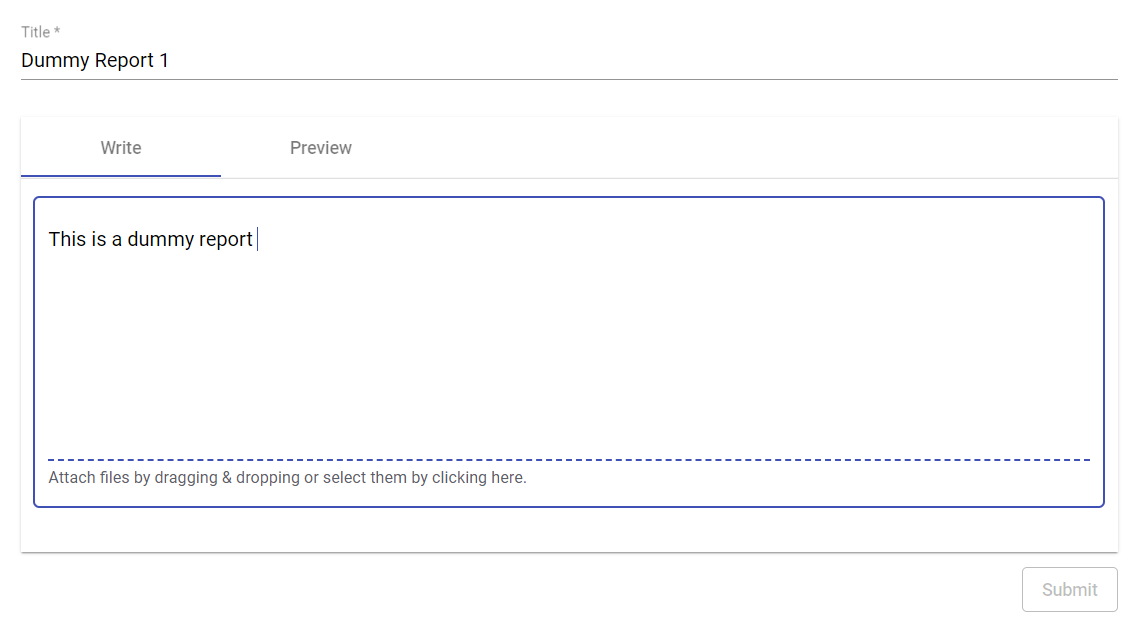 Title *
Dummy Report 1
Write Preview
This is a dummy report
Attach files by dragging & dropping or select them by clicking here.
Submit